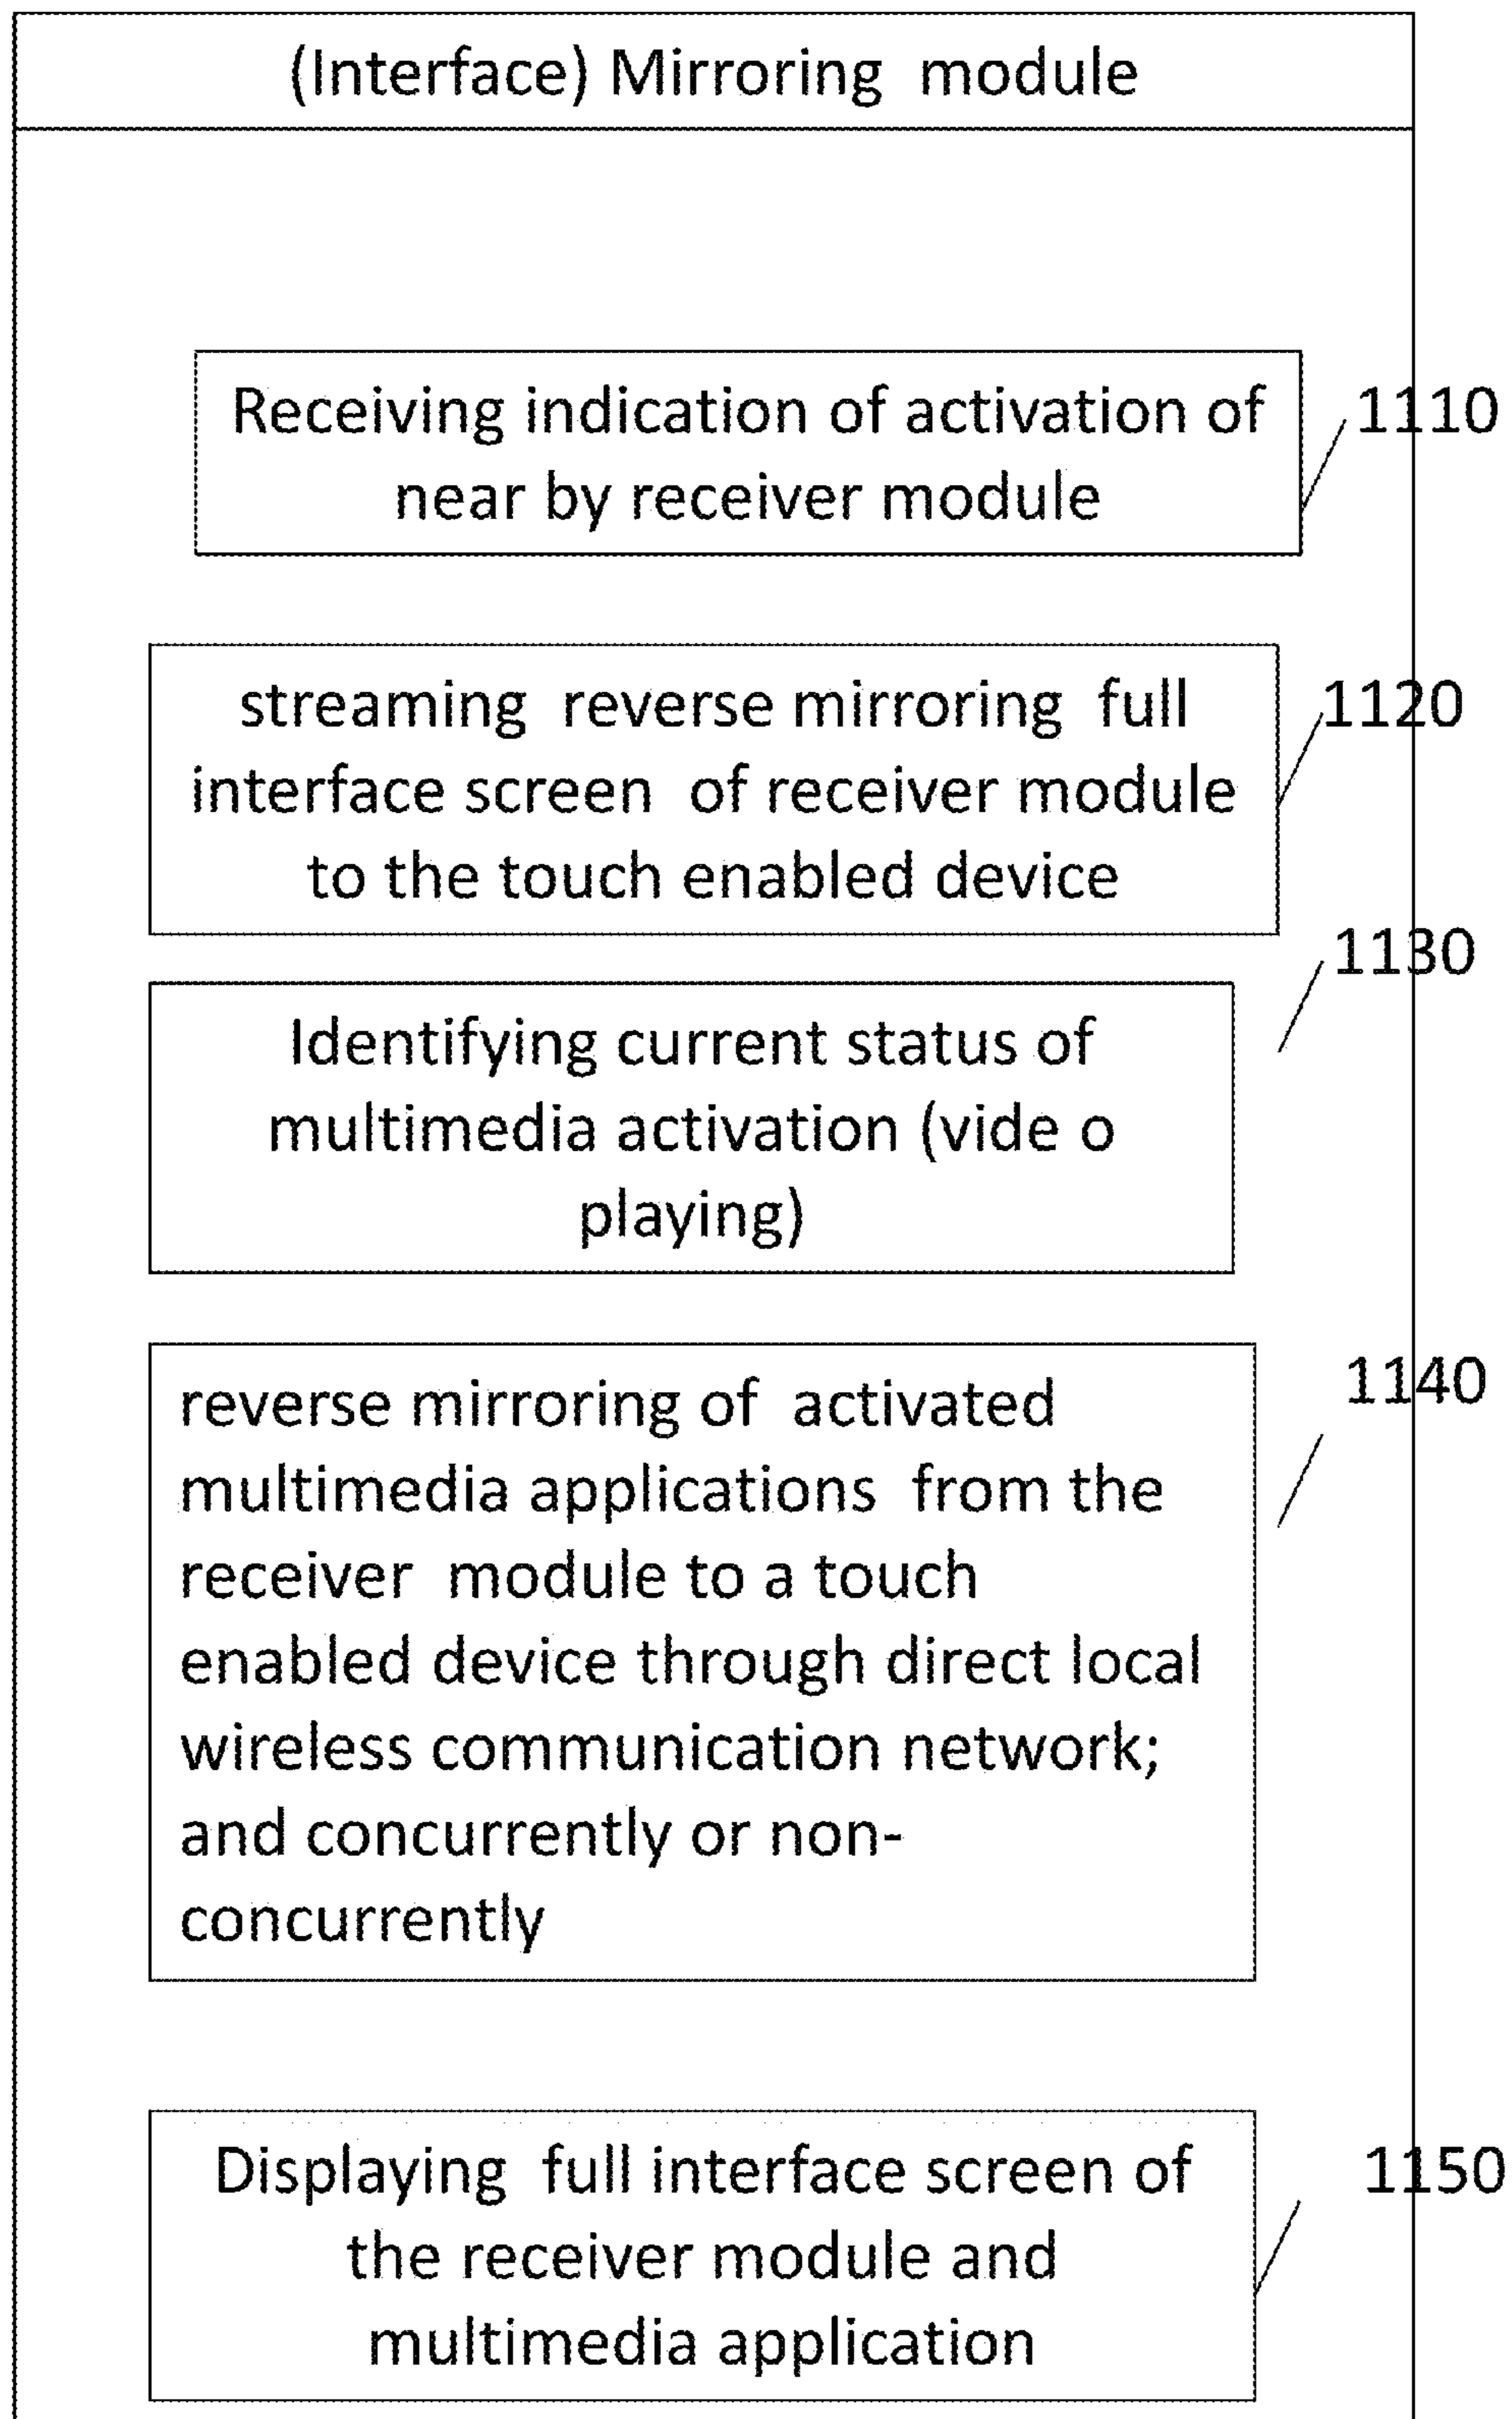 (Interface) Mirroring module
Receiving indication of activation of
near by receiver module
1110
streaming reverse mirroring full
interface screen of receiver module
to the touch enabled device
1120
1130
Identifying current status of
multimedia activation (vide o
playing)
reverse mirroring of activated
multimedia applications from the
receiver module to a touch
enabled device through direct local
wireless communication network;
and concurrently or non-
concurrently
1140
Displaying full interface screen of
the receiver module and
multimedia application
1150